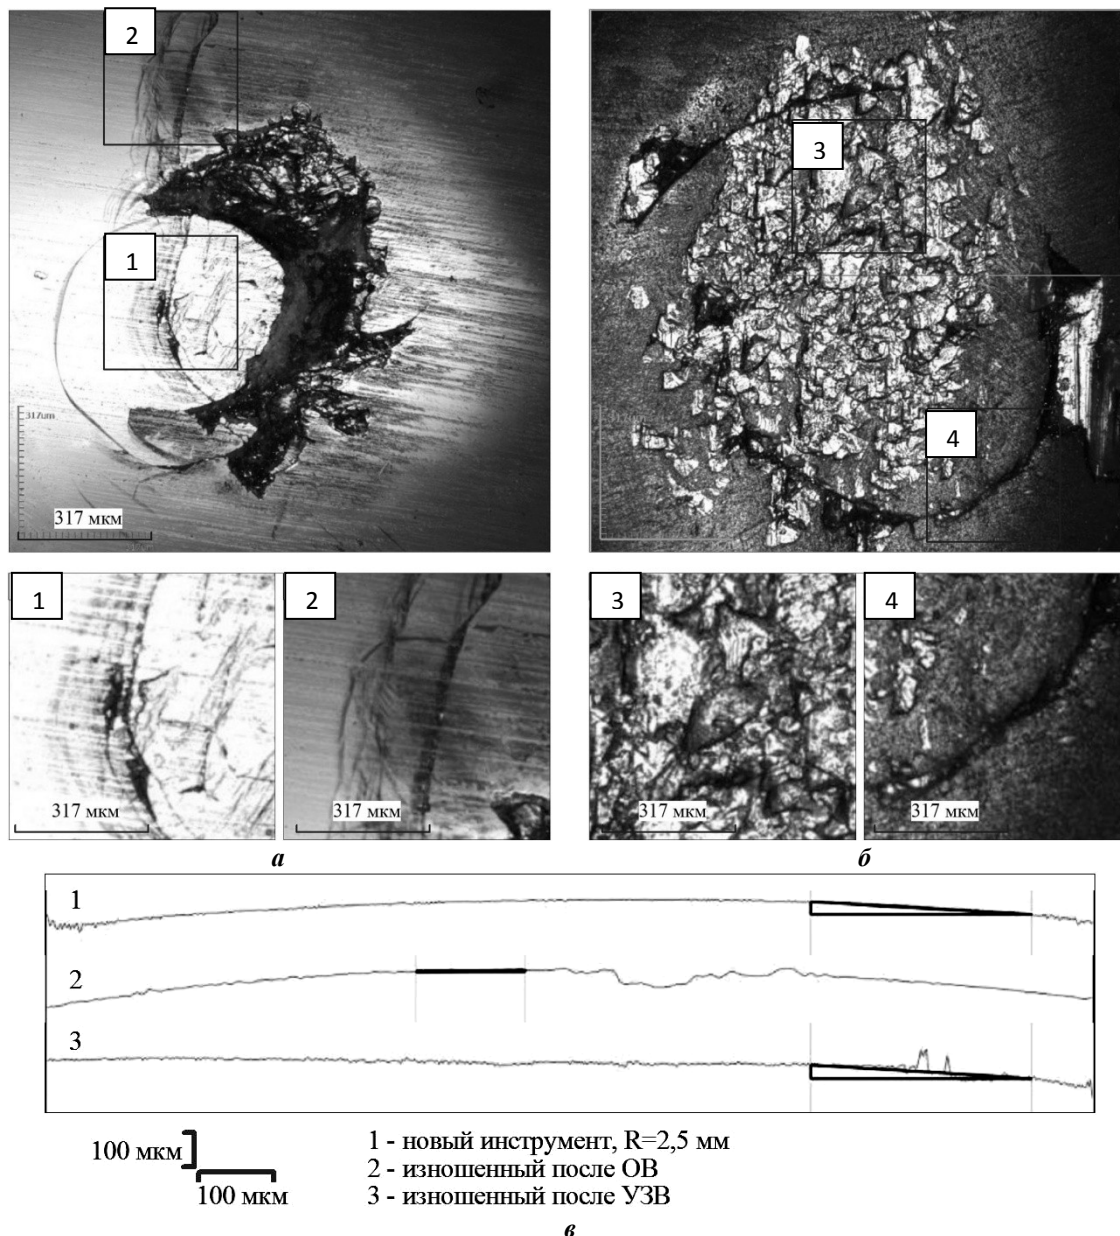 2
1
317um
317 мкм
3
4
1
317 мкм
2
317 мкм
3
317 мкм
4
317 мкм
а
б
1
2
3
100 мкм
100 мкм
1 - новый инструмент, R=2,5 мм
2 - изношенный после ОВ
3 - изношенный после УЗВ
в